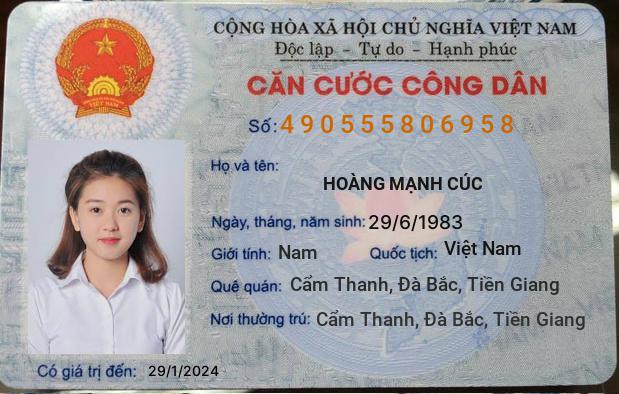 CỘNG HÒA XÃ HỘI CHỦ NGHĨA VIỆT NAM
Độc lập - Tự do - Hạnh phúc
CĂN CƯỚC CÔNG DÂN
Số: 490555806958
Họ và tên:
HOÀNG MẠNH CÚC
Ngày, tháng, năm sinh: 29/6/1983
Giới tính: Nam Quốc tịch: Việt Nam
Quê quán: Cẩm Thanh, Đà Bắc, Tiền Giang
Nơi thường trú: Cẩm Thanh, Đà Bắc, Tiền Giang
Có giá trị đến: 29/1/2024
VIỆT NAM